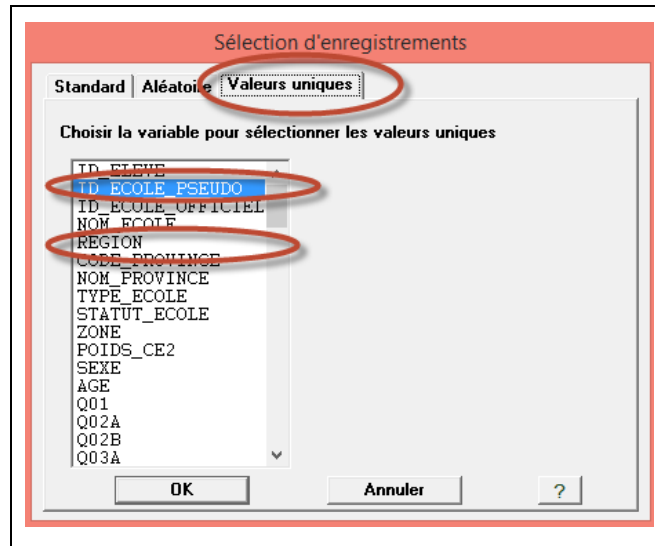 Sélection d'enregistrements
Standard Aléatoire Valeurs uniques
Choisir la variable pour sélectionner les valeurs uniques
ID_ELEVE
ID_ECOLE_PSEUDO
ID_ECOLE_OFFICIEL
NOM_ECOLE
REGION
CODE_PROVINCE
NOM_PROVINCE
TYPE_ECOLE
STATUT_ECOLE
ZONE
POIDS_CE2
SEXE
AGE
Q01
Q02A
Q02B
Q03A
OK Annuler ?